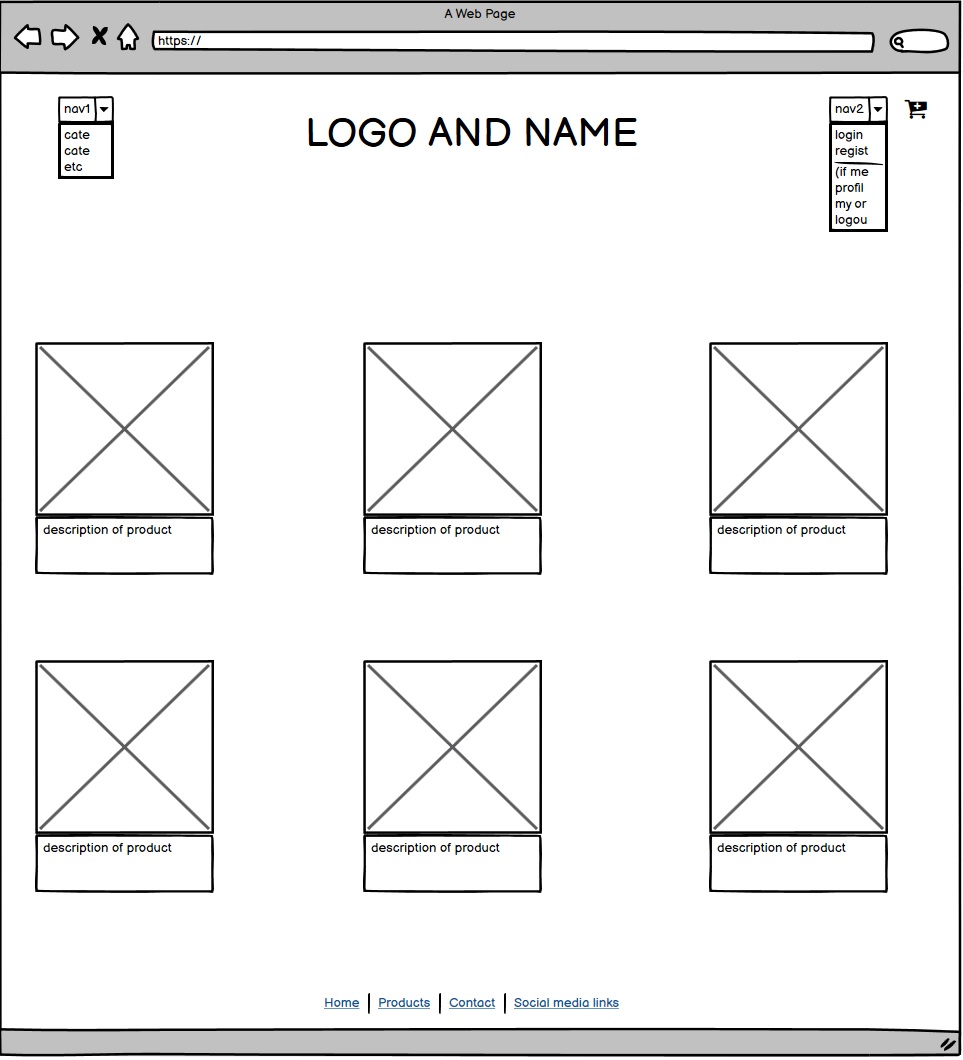 A Web Page
https://
nav1
cate
cate
etc
LOGO AND NAME
nav2
login
regist
(if me
profil
my or
logou
description of product
description of product
description of product
description of product
description of product
description of product
Home | Products | Contact | Social media links